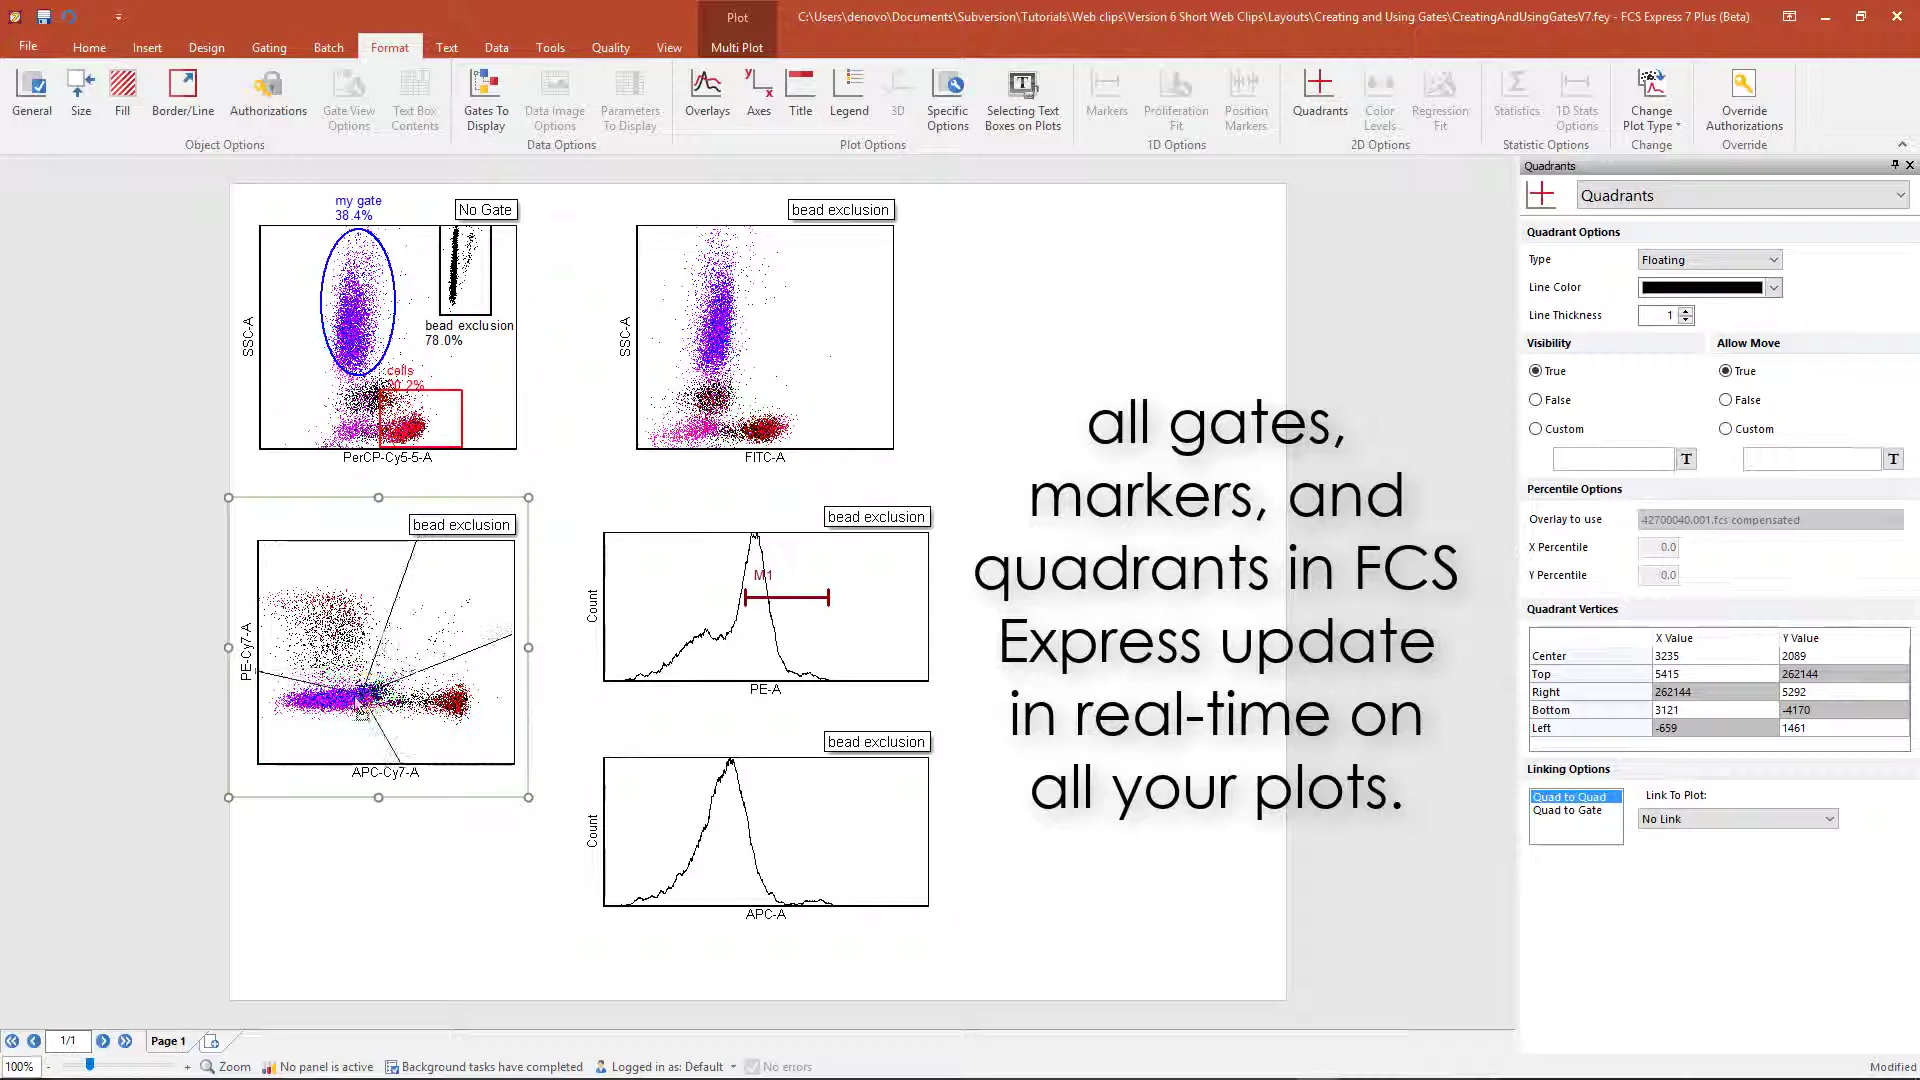 Plot
C:\Users\denovo\Documents\Subversion\Tutorials\Web clips\Version 6 Short Web Clips\Layouts\Creating and Using Gates\CreatingAndUsingGatesV7.fey - FCS Express 7 Plus (Beta)
File Home Insert Design Gating Batch Format Text Data Tools Quality View Multi Plot
General Size Fill Border/Line Authorizations Gate View Options Text Box Contents
Object Options
Gates To Display Data Image Options Parameters To Display
Data Options
Overlays Axes Title Legend 3D Specific Options Selecting Text Boxes on Plots
Plot Options
Markers Proliferation Fit Position Markers
1D Options
Quadrants Color Levels Regression Fit
2D Options
Statistics 1D Stats Options
Statistic Options
Change Plot Type
Change
Override Authorizations
Override
my gate
38.4%
No Gate
bead exclusion
78.0%
cells
20.2%
SSC-A
PerCP-Cy5-5-A
bead exclusion
SSC-A
FITC-A
bead exclusion
PE-Cy7-A
APC-Cy7-A
bead exclusion
M1
Count
PE-A
bead exclusion
Count
APC-A
all gates,
markers, and
quadrants in FCS
Express update
in real-time on
all your plots.
Quadrants
Quadrants
Quadrant Options
Type Floating
Line Color
Line Thickness 1
Visibility Allow Move
True True
False False
Custom Custom
T T
Percentile Options
Overlay to use 42700040.001.fcs compensated
X Percentile 0.0
Y Percentile 0.0
Quadrant Vertices
X Value Y Value
Center 3235 2089
Top 5415 262144
Right 262144 5292
Bottom 3121 -4170
Left -659 1461
Linking Options
Quad to Quad Link To Plot:
Quad to Gate No Link
1/1 Page 1
100% - + Zoom No panel is active Background tasks have completed Logged in as: Default No errors Modified